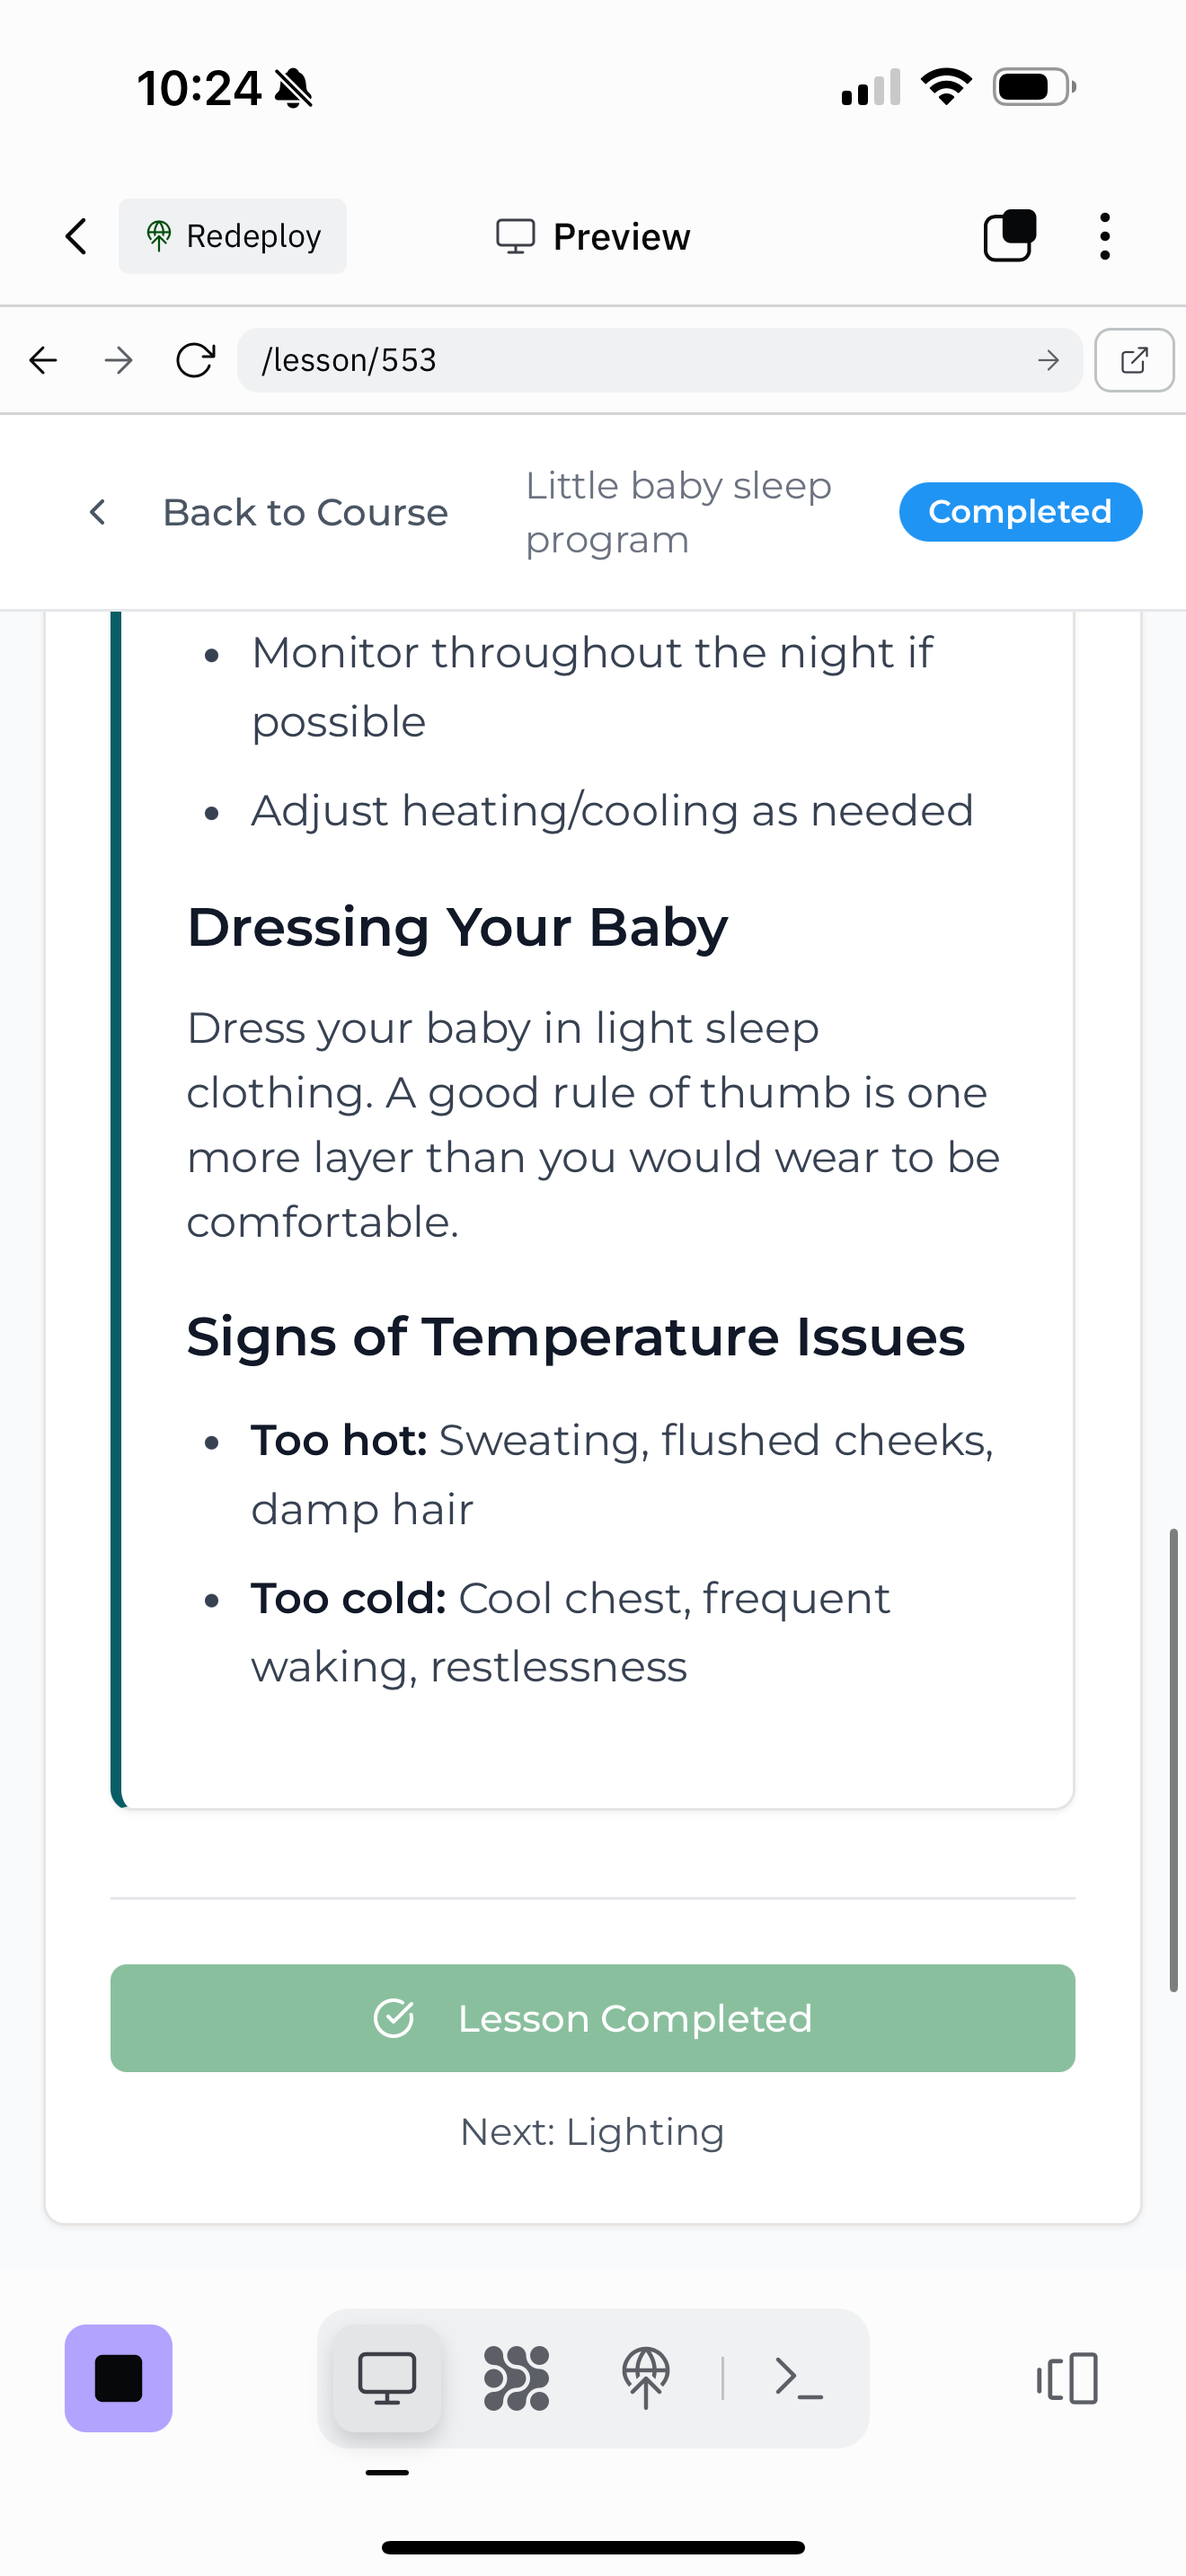 10:24
Redeploy
Preview
/lesson/553
Back to Course
Little baby sleep
program
Completed
Monitor throughout the night if
possible
Adjust heating/cooling as needed
Dressing Your Baby
Dress your baby in light sleep
clothing. A good rule of thumb is one
more layer than you would wear to be
comfortable.
Signs of Temperature Issues
Too hot: Sweating, flushed cheeks,
damp hair
Too cold: Cool chest, frequent
waking, restlessness
Lesson Completed
Next: Lighting